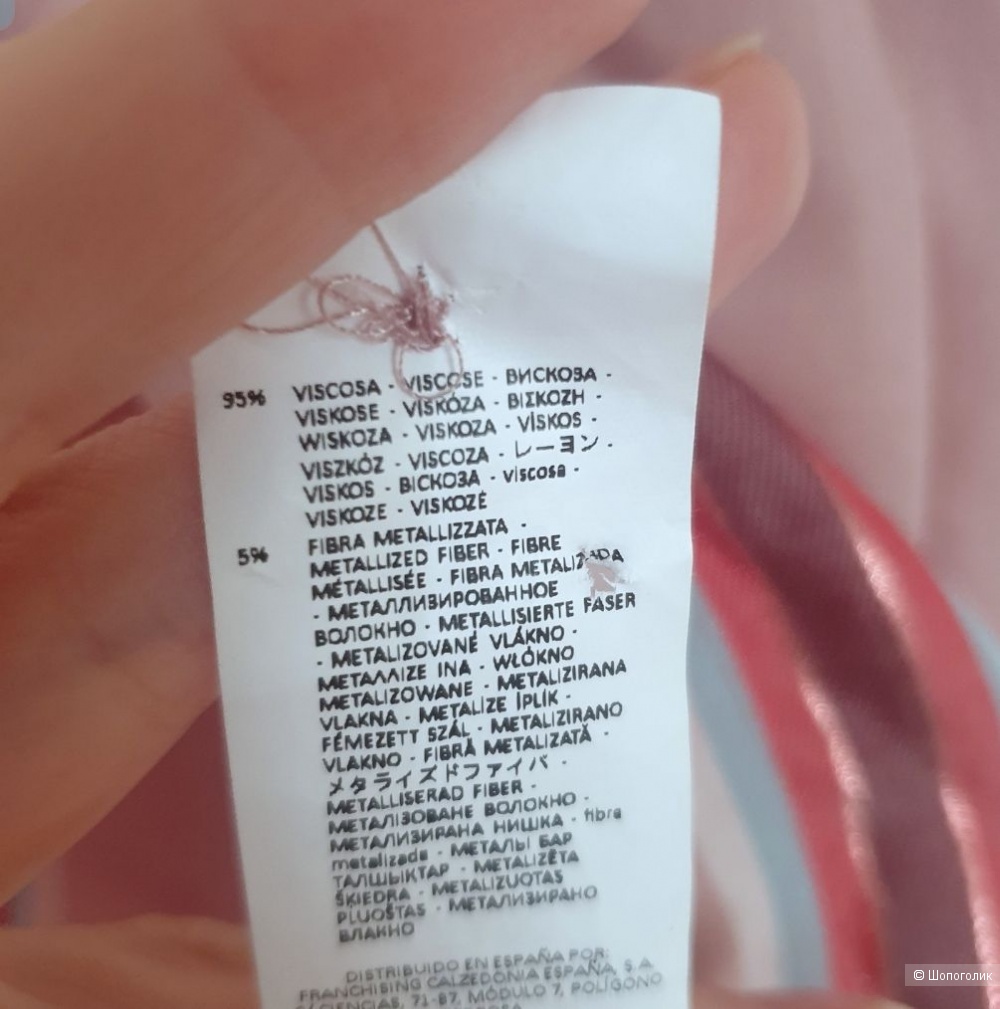 95% VISCOSA - VISCOSE - ВИСКОЗА -
VISKOSE - VISKÓZA - ΒΙΣΚΟΖΗ -
WISKOZA - VISKOZA - VİSKOS -
VISZKÓZ - VISCOZA - レーヨン -
VISKOS - ВІСКОЗА - viscosa -
VISKOZE - VISKOZĖ
5% FIBRA METALLIZZATA -
METALLIZED FIBER - FIBRE
MÉTALLISÉE - FIBRA METALIZADA
- МЕТАЛЛИЗИРОВАННОЕ
ВОЛОКНО - METALLISIERTE FASER
- METALIZOVANÉ VLÁKNO -
ΜΕΤΑΛΛΙΖΕ ΙΝΑ - WŁÓKNO
METALIZOWANE - METALIZIRANA
VLAKNA - METALIZE İPLİK -
FÉMEZETT SZÁL - METALIZIRANO
VLAKNO - FIBRĂ METALIZATĂ -
メタライズドファイバ -
METALLISERAD FIBER -
МЕТАЛІЗОВАНЕ ВОЛОКНО -
МЕТАЛИЗИРАНА НИШКА - fibra
metalizada - МЕТАЛЫ БАР
ТАЛШЫКТАР - METALIZĒTA
ŠĶIEDRA - METALIZUOTAS
PLUOŠTAS - МЕТАЛИЗИРАНО
ВЛАКНО
DISTRIBUIDO EN ESPAÑA POR:
FRANCHISING CALZEDONIA ESPAÑA, S.A.
CIENCIAS, 71-87, MÓDULO 7, POLÍGONO
© Шопоголик